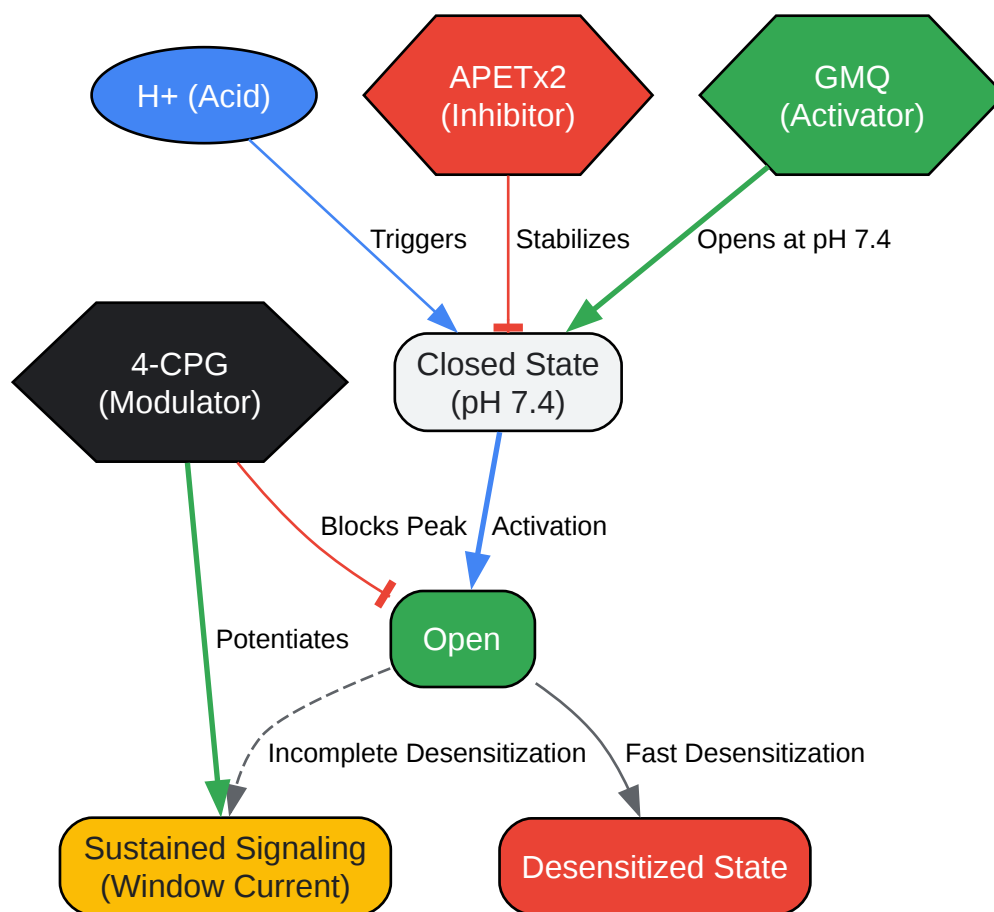 H+ (Acid)
APETx2
(Inhibitor)
GMQ
(Activator)
Triggers
Stabilizes
Opens at pH 7.4
4-CPG
(Modulator)
Closed State
(pH 7.4)
Blocks Peak
Activation
Potentiates
Open
Incomplete Desensitization
Fast Desensitization
Sustained Signaling
(Window Current)
Desensitized State